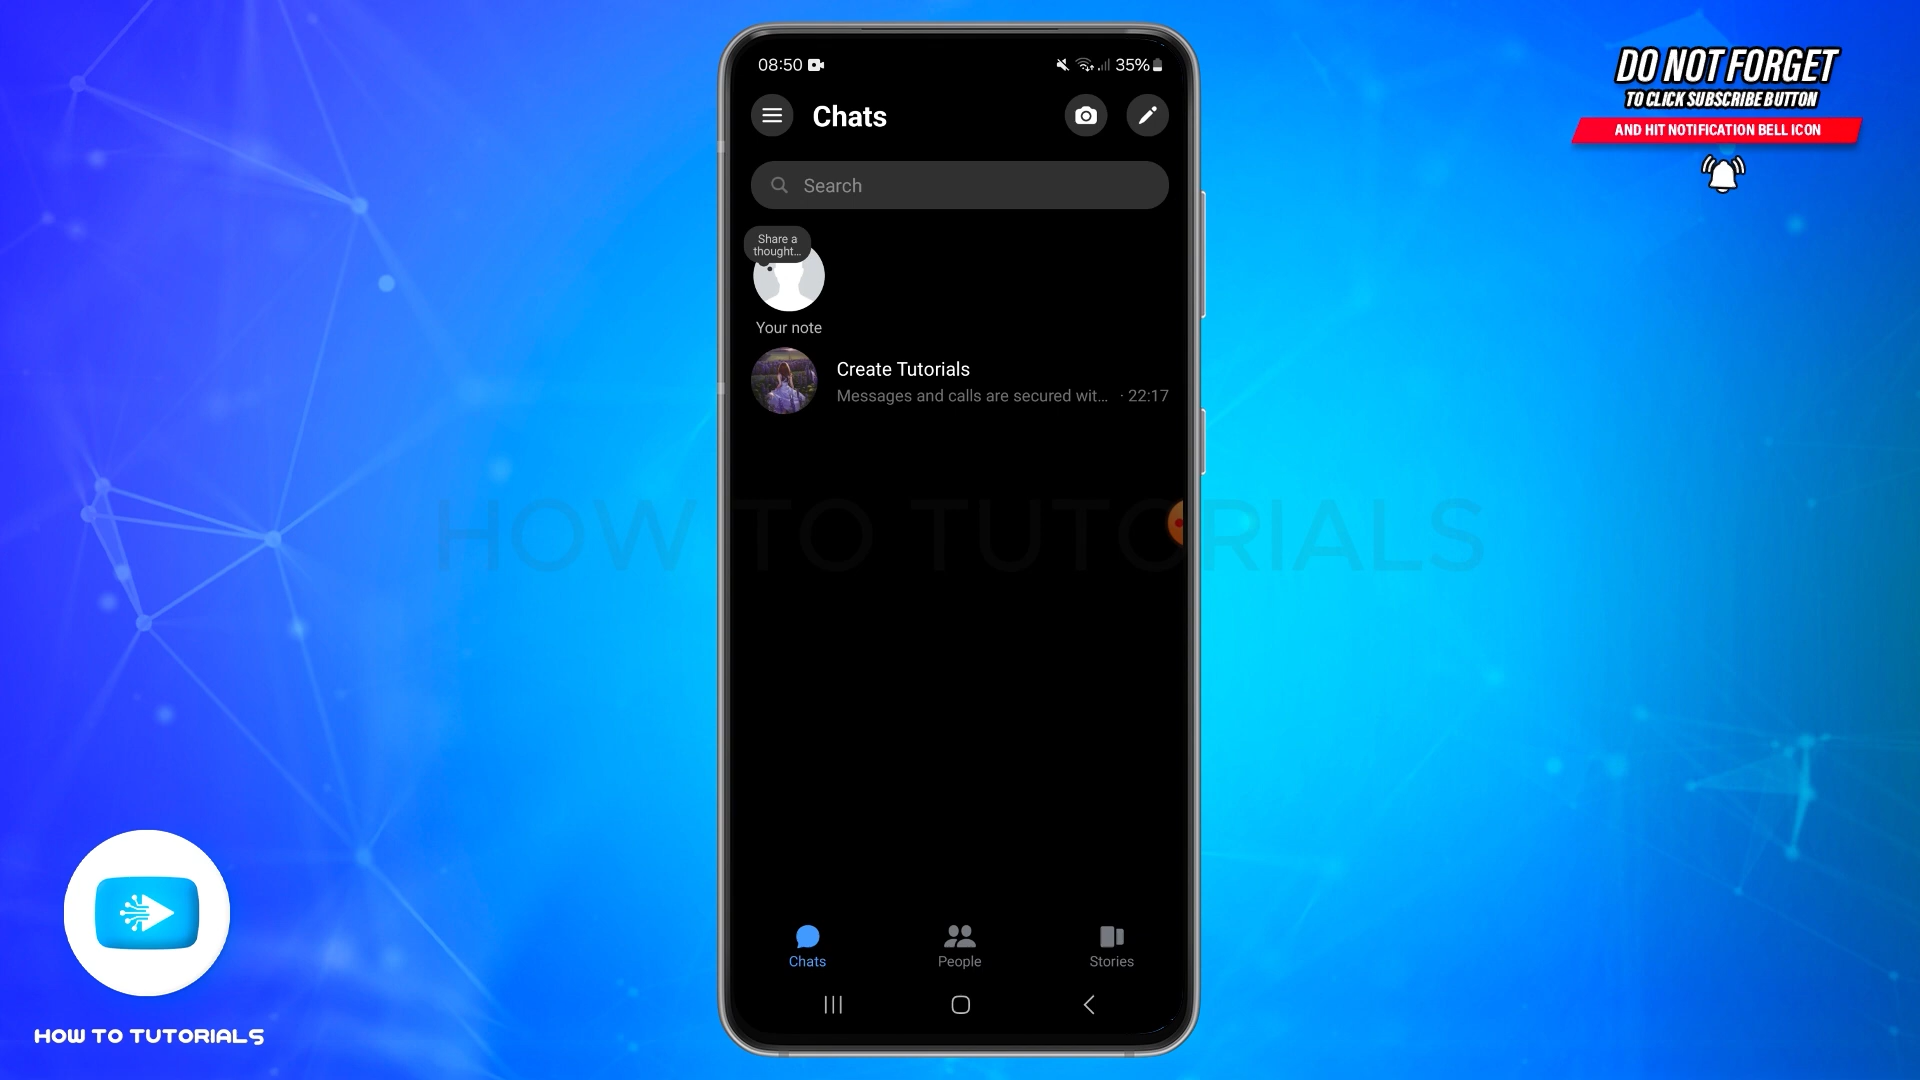 DO NOT FORGET
TO CLICK SUBSCRIBE BUTTON
AND HIT NOTIFICATION BELL ICON
08:50
35%
Chats
Search
Share a
thought...
Your note
Create Tutorials
Messages and calls are secured wit... · 22:17
HOW TO TUTORIALS
Chats
People
Stories
HOW TO TUTORIALS